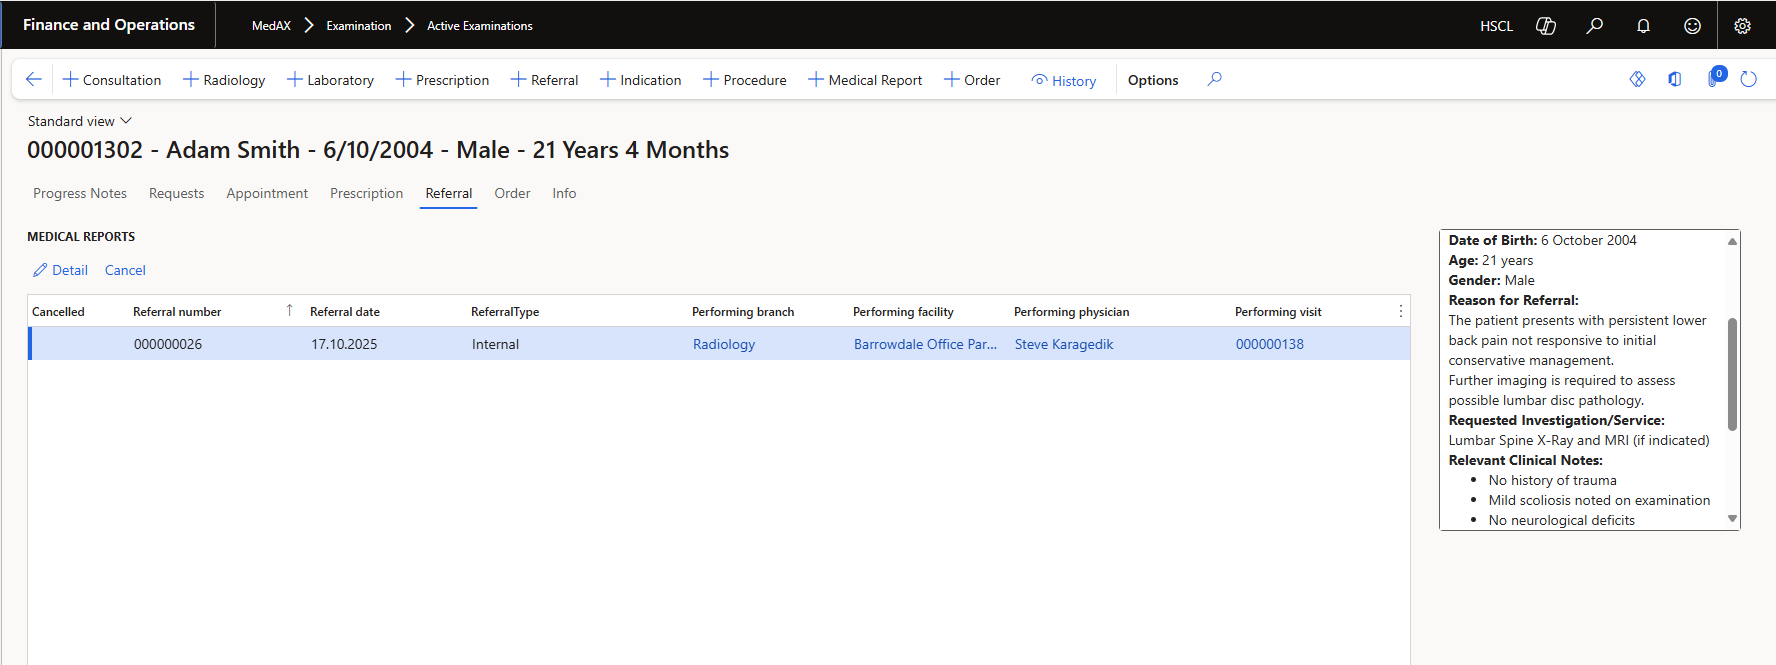 Finance and Operations MedAX Examination Active Examinations HSCL
Consultation Radiology Laboratory Prescription Referral Indication Procedure Medical Report Order History Options 0
Standard view
000001302 - Adam Smith - 6/10/2004 - Male - 21 Years 4 Months
Progress Notes Requests Appointment Prescription Referral Order Info
MEDICAL REPORTS
Detail Cancel
Cancelled Referral number Referral date ReferralType Performing branch Performing facility Performing physician Performing visit
000000026 17.10.2025 Internal Radiology Barrowdale Office Par... Steve Karagedik 000000138
Date of Birth: 6 October 2004
Age: 21 years
Gender: Male
Reason for Referral:
The patient presents with persistent lower
back pain not responsive to initial
conservative management.
Further imaging is required to assess
possible lumbar disc pathology.
Requested Investigation/Service:
Lumbar Spine X-Ray and MRI (if indicated)
Relevant Clinical Notes:
• No history of trauma
• Mild scoliosis noted on examination
• No neurological deficits